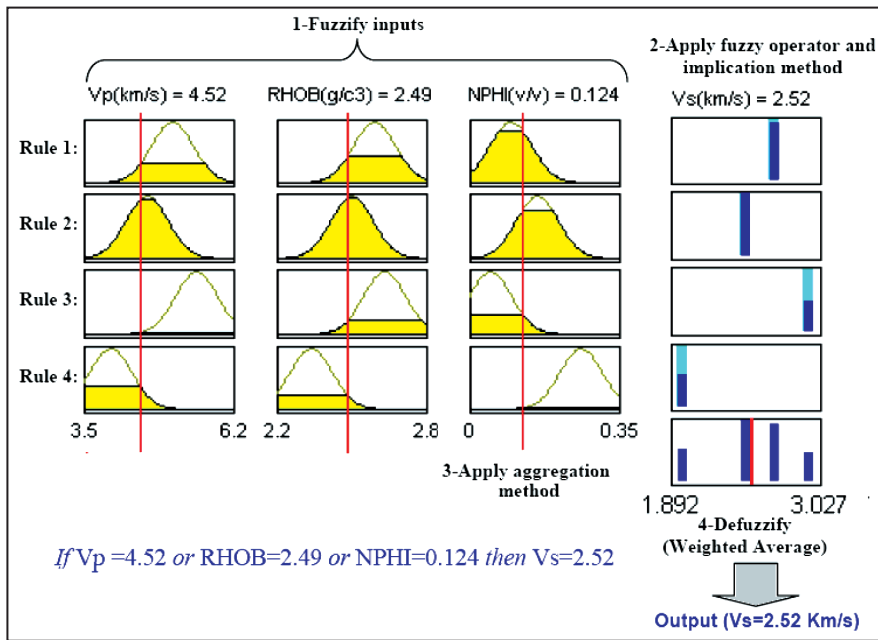 1-Fuzzify inputs
2-Apply fuzzy operator and
implication method
Vp(km/s) = 4.52
RHOB(g/c3) = 2.49
NPHI(v/v) = 0.124
Vs(km/s) = 2.52
Rule 1:
Rule 2:
Rule 3:
Rule 4:
3.5
6.2
2.2
2.8
0
0.35
3-Apply aggregation
method
1.892
3.027
4-Defuzzify
(Weighted Average)
If Vp =4.52 or RHOB=2.49 or NPHI=0.124 then Vs=2.52
Output (Vs=2.52 Km/s)